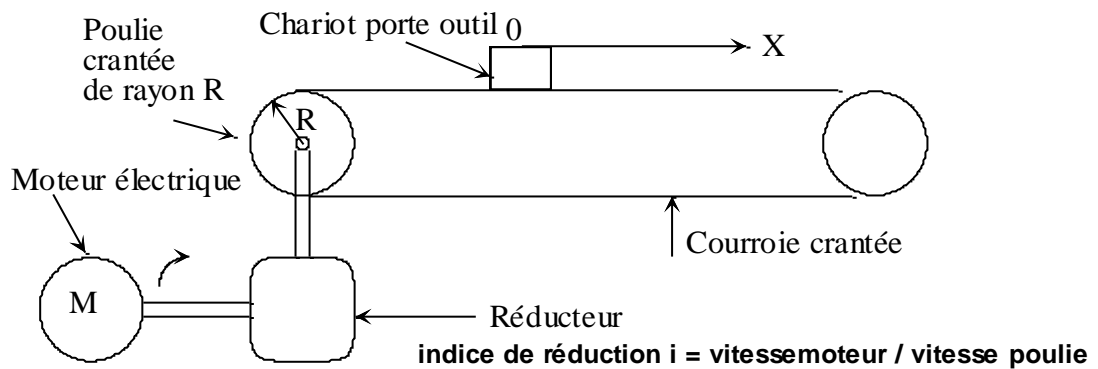 Poulie
crantée
de rayon R
Chariot porte outil
0
X
R
Moteur électrique
Courroie crantée
M
Réducteur
indice de réduction i = vitessemoteur / vitesse poulie